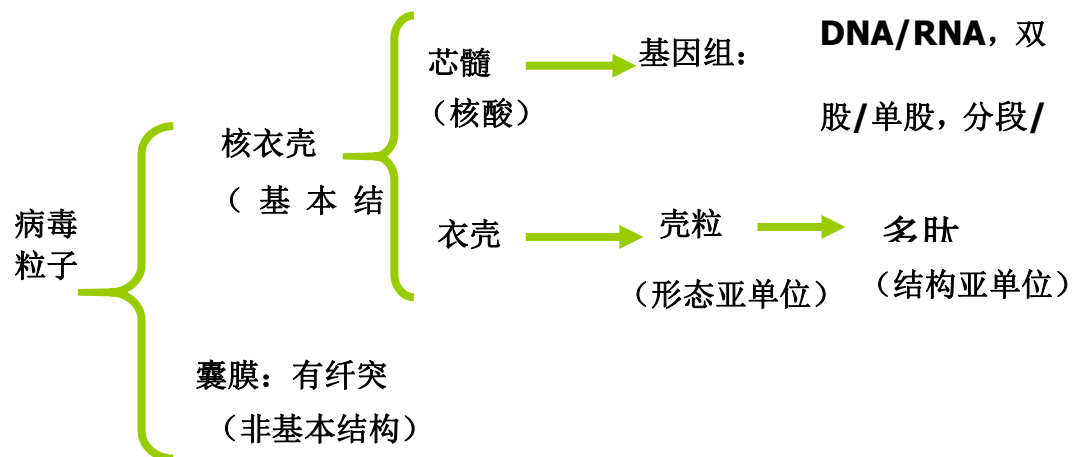 芯髓
（核酸）
基因组：
DNA/RNA，双
股/单股，分段/
核衣壳
（ 基 本 结
病毒
粒子
衣壳
壳粒
（形态亚单位）
多肽
（结构亚单位）
囊膜：有纤突
（非基本结构）